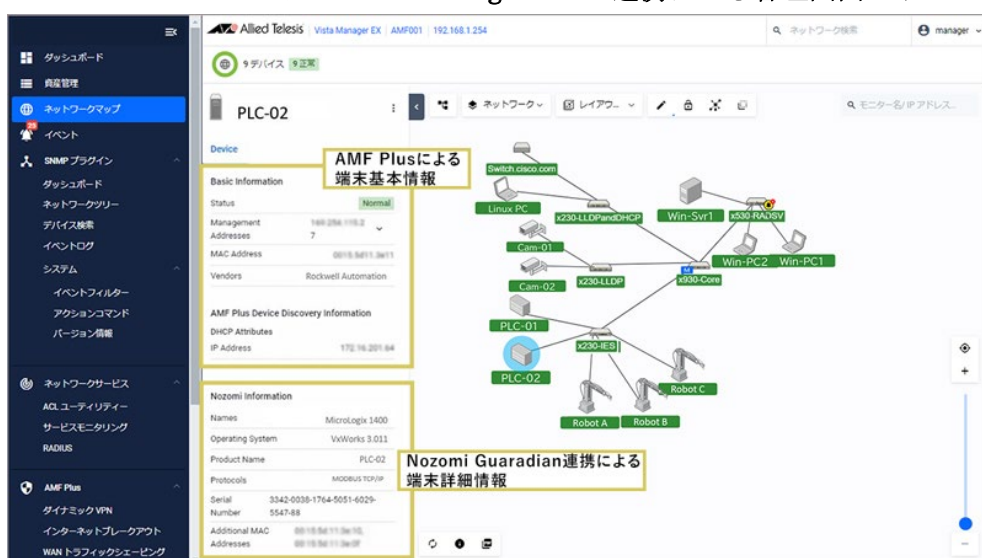 Allied Telesis Vista Manager EX AMF001 192.168.1.254
ネットワーク検索
manager
9 デバイス 9 正常
ダッシュボード
資産管理
ネットワークマップ
イベント
SNMP プラグイン
ダッシュボード
ネットワークツリー
デバイス検索
イベントログ
システム
イベントフィルター
アクションコマンド
バージョン情報
ネットワークサービス
ACL ユーティリティー
サービスモニタリング
RADIUS
AMF Plus
ダイナミック VPN
インターネットブレークアウト
WAN トラフィックシェーピング
PLC-02
Device
AMF Plusによる
端末基本情報
Basic Information
Status Normal
Management
Addresses 7
MAC Address
Vendors Rockwell Automation
AMF Plus Device Discovery Information
DHCP Attributes
IP Address 172.16.201.64
Nozomi Information
Names MicroLogix 1400
Operating System VxWorks 3.011
Product Name PLC-02
Protocols MODBUS TCP/IP
Serial 3342-0038-1764-5051-6029-
Number 5547-88
Additional MAC
Addresses
Nozomi Guaradian連携による
端末詳細情報
ネットワーク
レイアウ...
モニター名/IP アドレス...
Switch.cisco.com
Linux PC
x230-LLDPandDHCP
Win-Svr1
x530-RADSV
Cam-01
Win-PC2
Win-PC1
Cam-02
x230-LLDP
M
x930-Core
PLC-01
x230-IES
PLC-02
Robot C
Robot A
Robot B